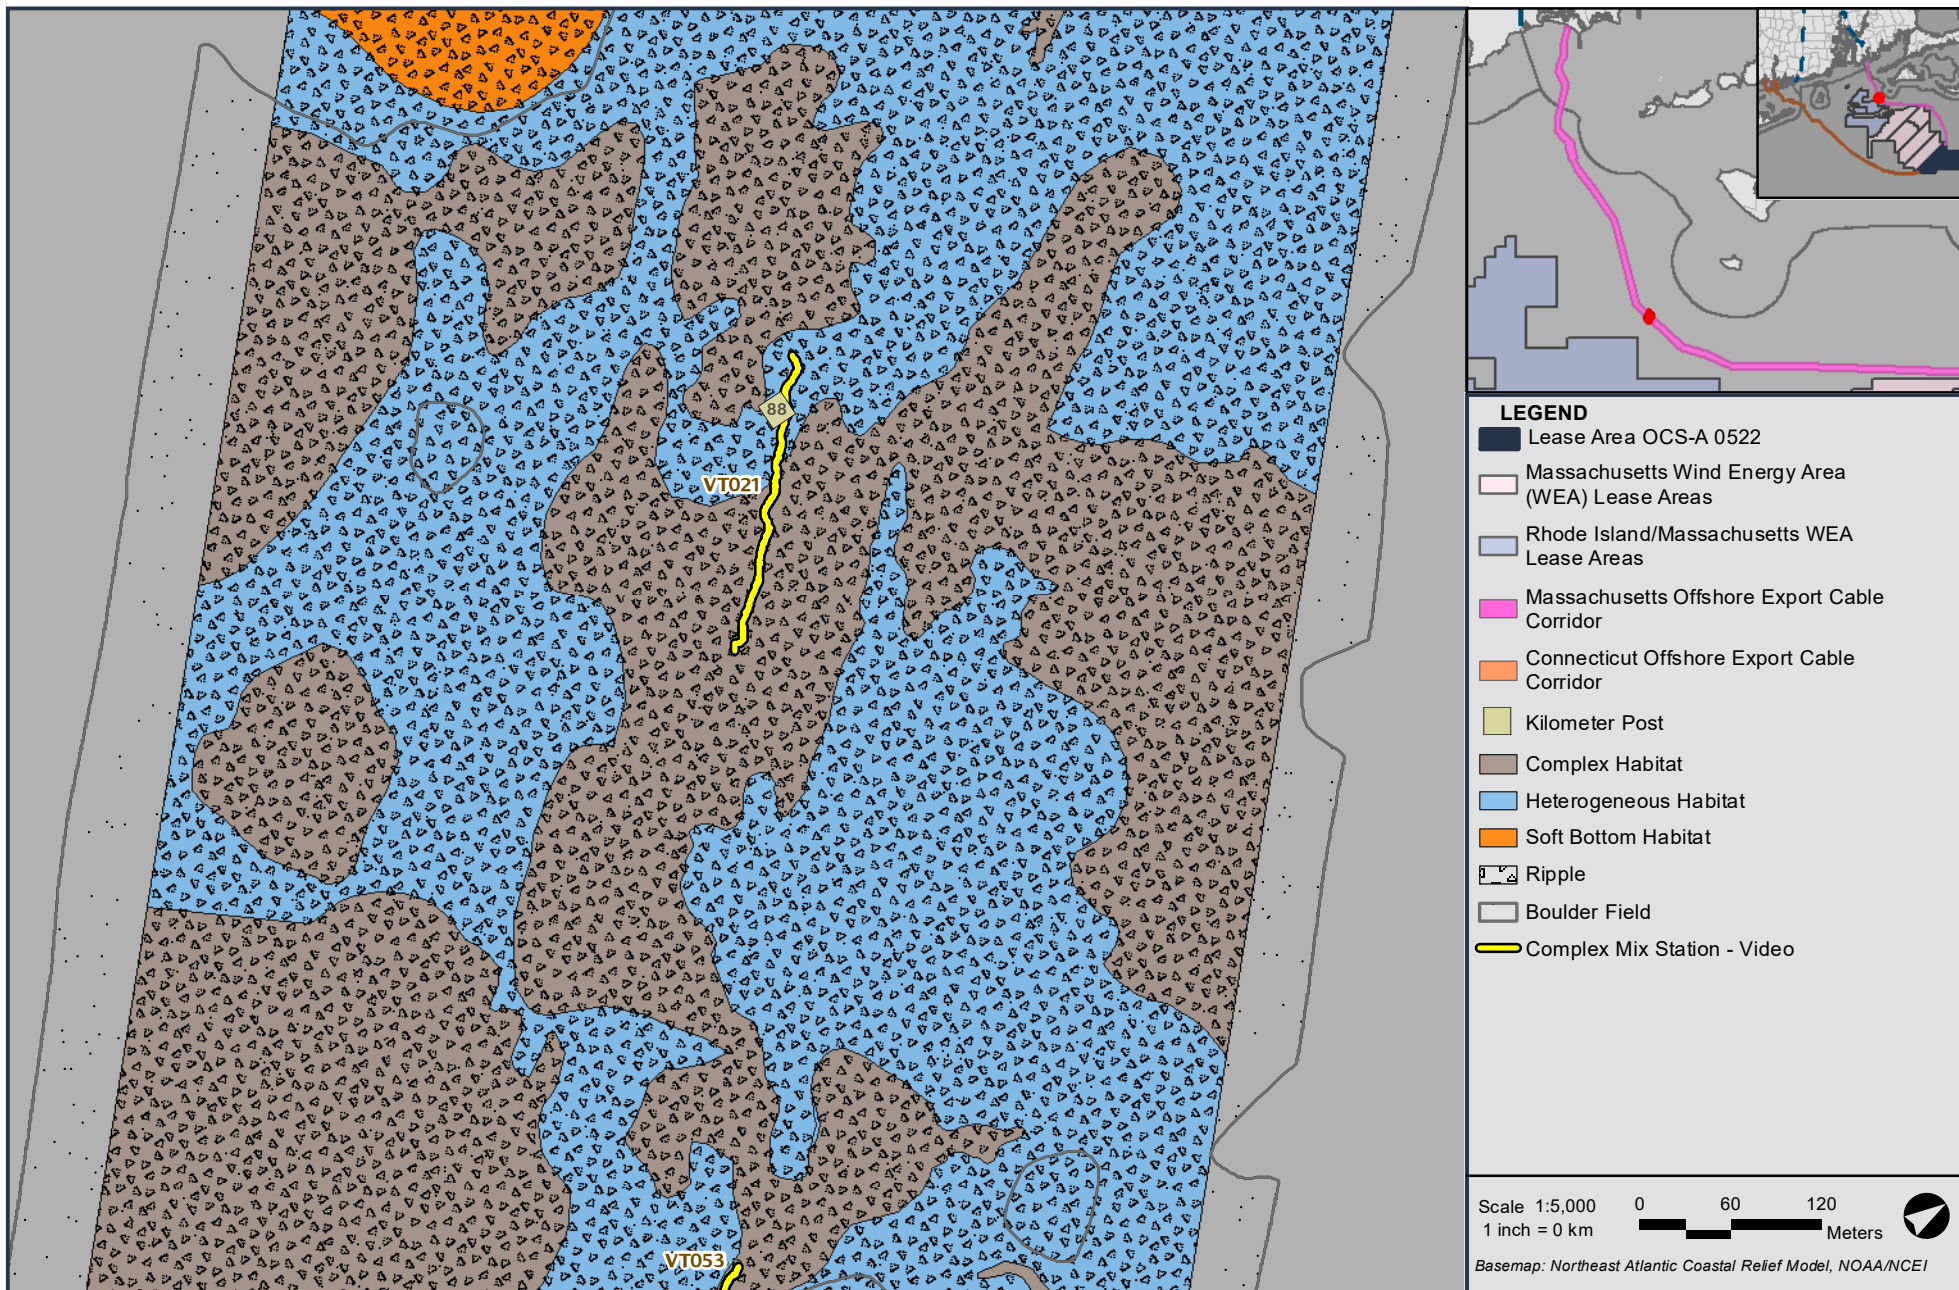 88
VT021
VT053
LEGEND
Lease Area OCS-A 0522
Massachusetts Wind Energy Area
(WEA) Lease Areas
Rhode Island/Massachusetts WEA
Lease Areas
Massachusetts Offshore Export Cable
Corridor
Connecticut Offshore Export Cable
Corridor
Kilometer Post
Complex Habitat
Heterogeneous Habitat
Soft Bottom Habitat
Ripple
Boulder Field
Complex Mix Station - Video
Scale 1:5,000
1 inch = 0 km
0 60 120
Meters
Basemap: Northeast Atlantic Coastal Relief Model, NOAA/NCEI